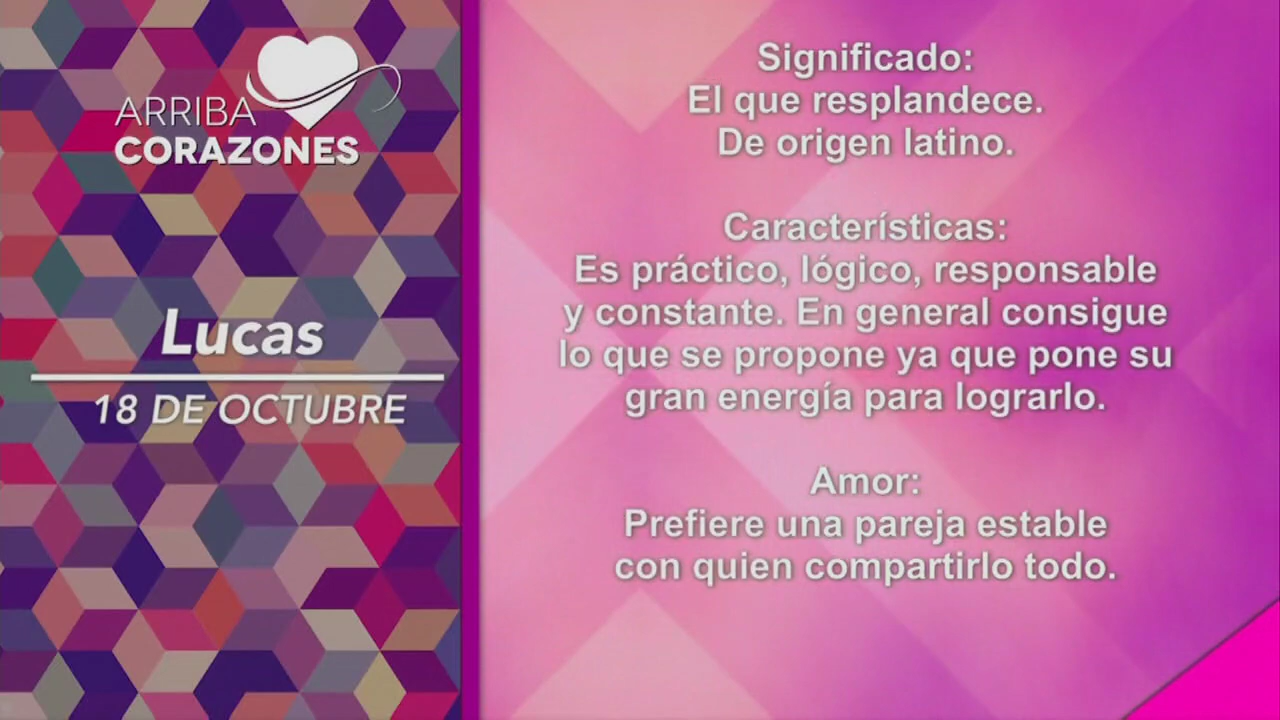 ARRIBA
CORAZONES
Lucas
18 DE OCTUBRE
Significado:
El que resplandece.
De origen latino.
Características:
Es práctico, lógico, responsable
y constante. En general consigue
lo que se propone ya que pone su
gran energía para lograrlo.
Amor:
Prefiere una pareja estable
con quien compartirlo todo.